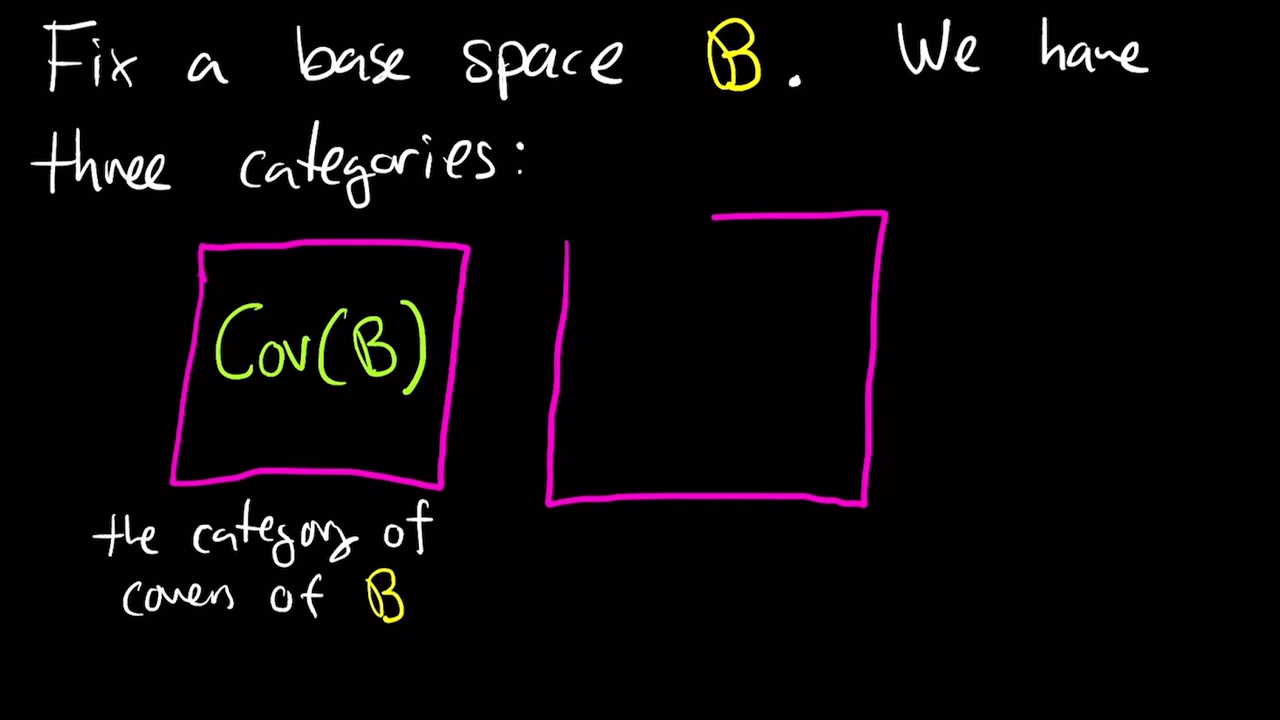 Fix a base space B. We have
three categories:
Cov(B)
the category of
covers of B